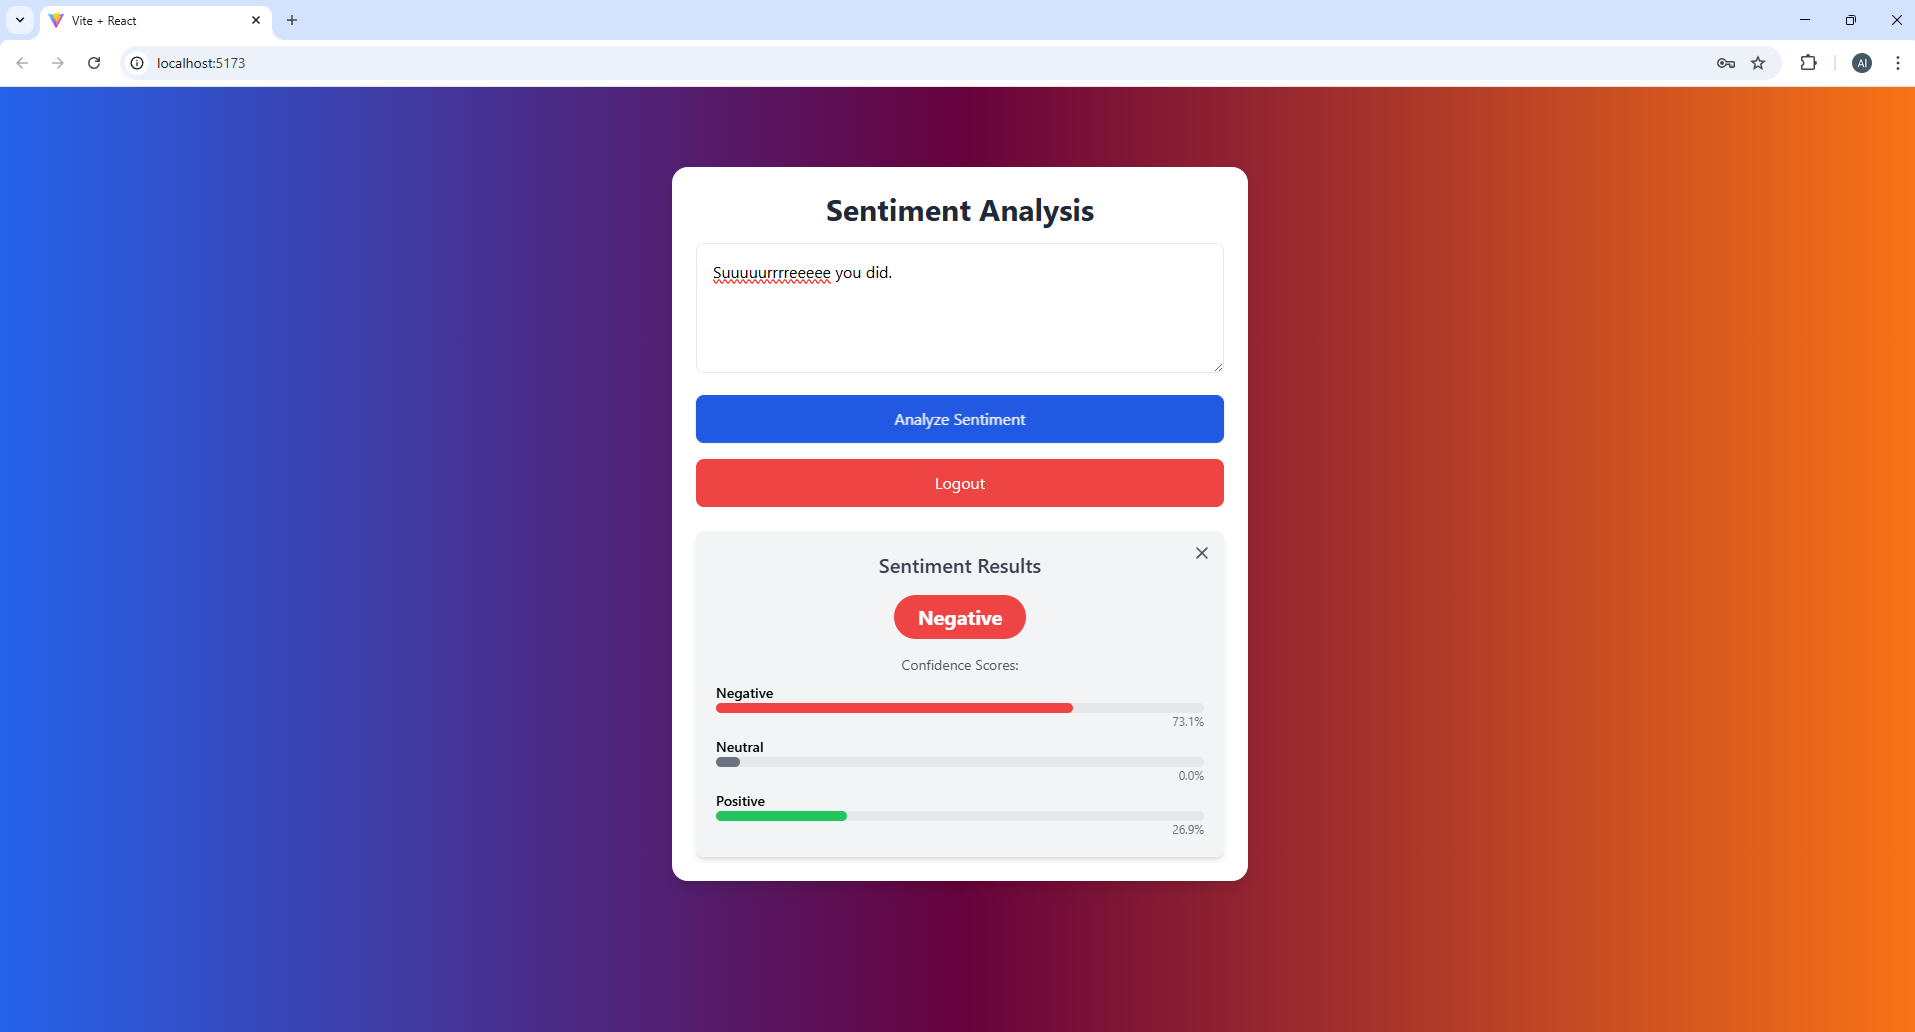 Vite + React
localhost:5173
AI
Sentiment Analysis
Suuuuurrrreeeee you did.
Analyze Sentiment
Logout
Sentiment Results
Negative
Confidence Scores:
Negative
73.1%
Neutral
0.0%
Positive
26.9%